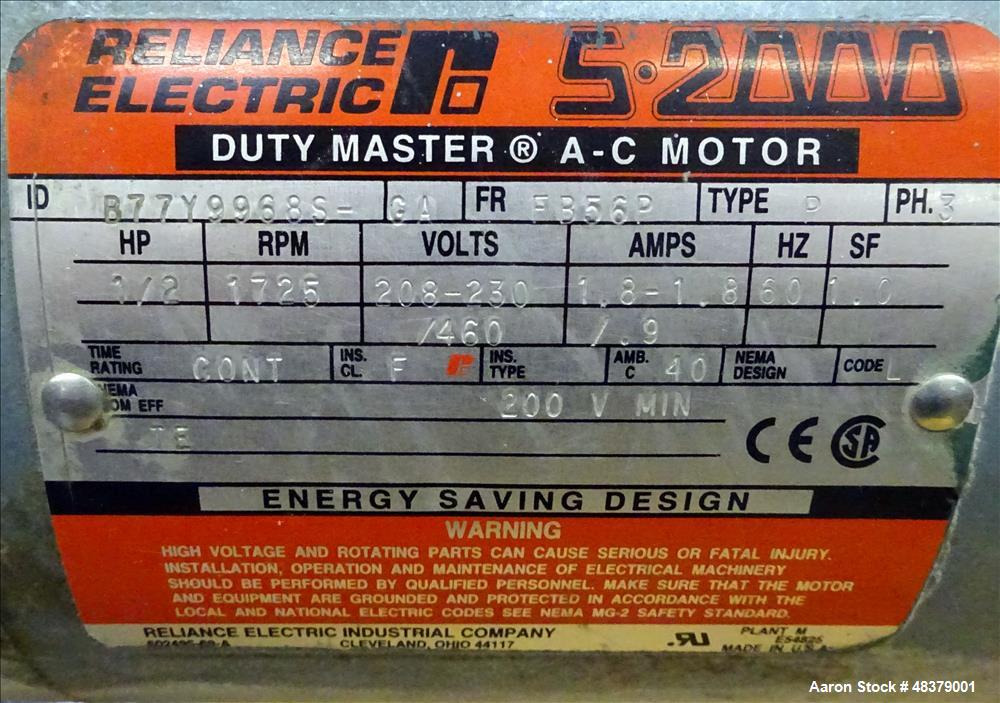 RELIANCE
ELECTRIC
S·2000
DUTY MASTER ® A-C MOTOR
ID B77Y9968S- GA FR FB56P TYPE P PH. 3
HP RPM VOLTS AMPS HZ SF
1/2 1725 208-230 1.8-1.8 60 1.0
/460 /.9
TIME RATING CONT INS. CL. F INS. TYPE AMB. C 40 NEMA DESIGN CODE L
NOM EFF 200 V MIN
TE
CE SA
ENERGY SAVING DESIGN
WARNING
HIGH VOLTAGE AND ROTATING PARTS CAN CAUSE SERIOUS OR FATAL INJURY.
INSTALLATION, OPERATION AND MAINTENANCE OF ELECTRICAL MACHINERY
SHOULD BE PERFORMED BY QUALIFIED PERSONNEL. MAKE SURE THAT THE MOTOR
AND EQUIPMENT ARE GROUNDED AND PROTECTED IN ACCORDANCE WITH THE
LOCAL AND NATIONAL ELECTRIC CODES SEE NEMA MG-2 SAFETY STANDARD.
RELIANCE ELECTRIC INDUSTRIAL COMPANY PLANT M
CLEVELAND, OHIO 44117 E54825
MADE IN U.S.A.
Aaron Stock # 48379001